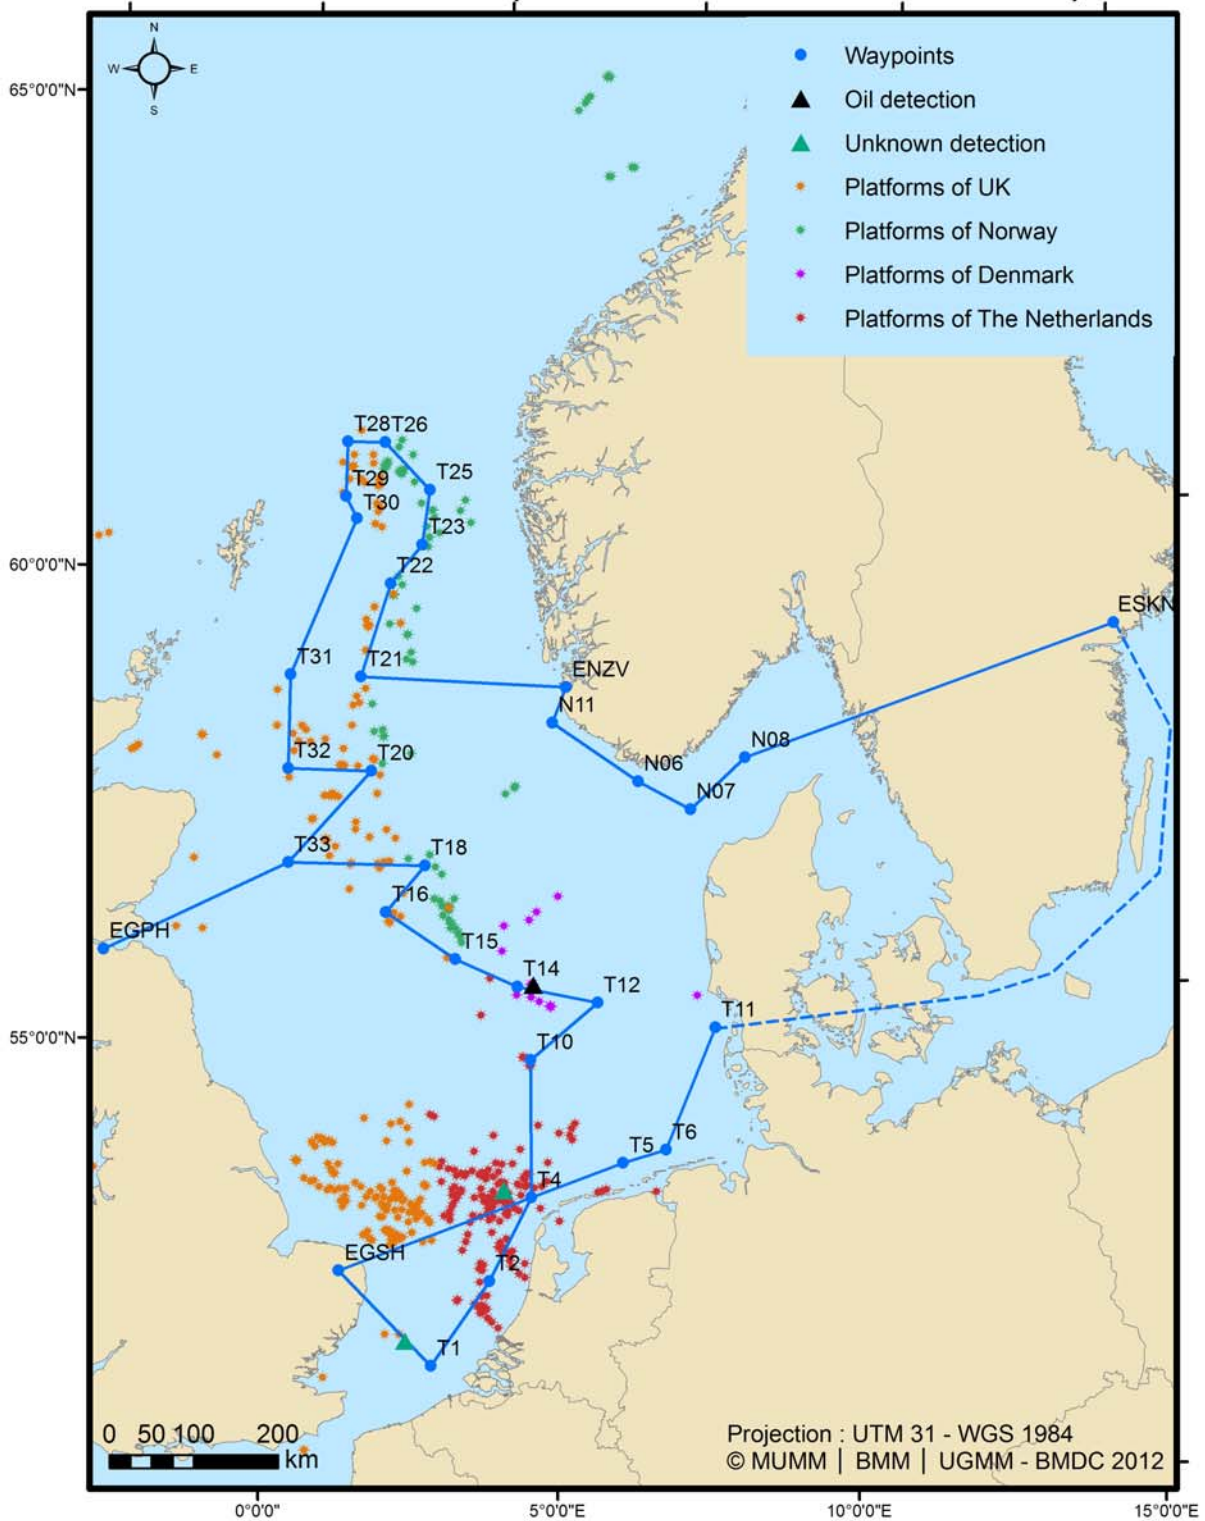 N
W E
S
65°0'0"N
Waypoints
Oil detection
Unknown detection
Platforms of UK
Platforms of Norway
Platforms of Denmark
Platforms of The Netherlands
T28 T26
T25
T29
T30
T23
60°0'0"N
T22
ESKN
T31
T21
ENZV
N11
T32
T20
N06
N08
N07
T33
T18
T16
EGPH
T15
T14
T12
T11
55°0'0"N
T10
T5
T6
T4
EGSH
T2
T1
0 50 100 200
km
Projection : UTM 31 - WGS 1984
© MUMM | BMM | UGMM - BMDC 2012
0°0'0"E
5°0'0"E
10°0'0"E
15°0'0"E